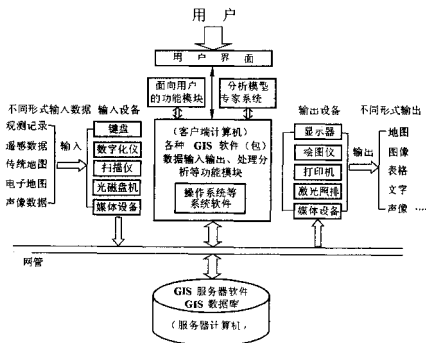 用 户
用 户 界 面
面向用户
的功能模块
分析模型
专家系统
不同形式输入数据
输入设备
观测记录
遥感数据
传统地图
电子地图
声像数据
输入
键盘
数字化仪
扫描仪
光磁盘机
媒体设备
(客户端计算机)
各种 GIS 软件(包)
数据输入输出、处理分
析等功能模块
操作系统等
系统软件
输出设备
不同形式输出
显示器
绘图仪
打印机
激光照排
媒体设备
输出
地图
图像
表格
文字
声像 ····
网管
GIS 服务器软件
GIS 数据库
(服务器计算机,